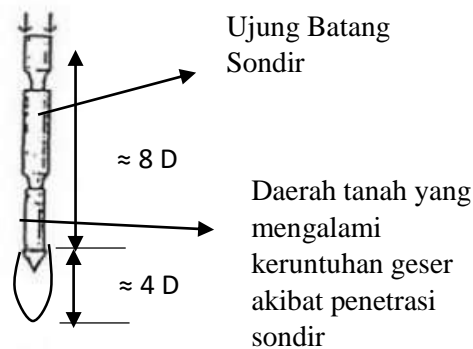 Ujung Batang
Sondir
≈ 8 D
Daerah tanah yang
mengalami
keruntuhan geser
akibat penetrasi
sondir
≈ 4 D